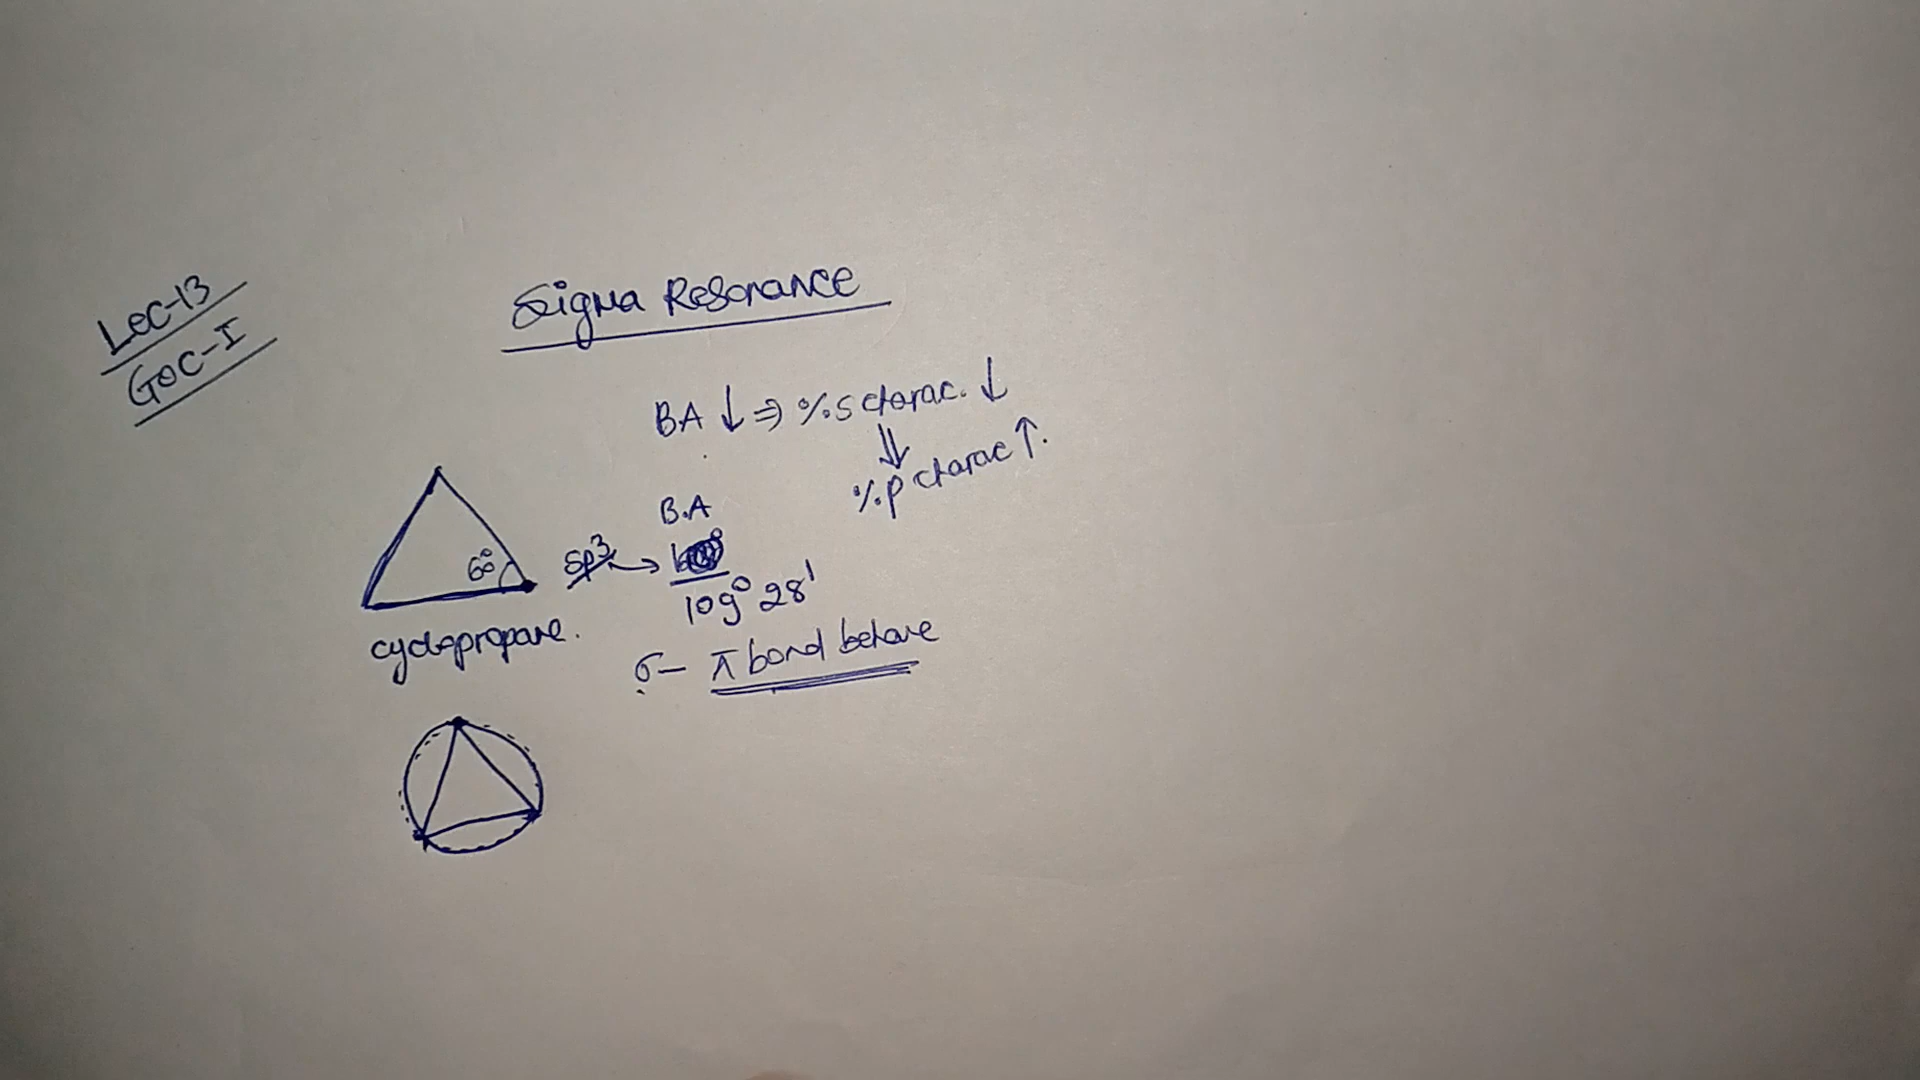 Lec-13
GOC-I
Sigma Resonance
BA ↓ ⇒ %s charac. ↓
⇓
%p charac ↑.
B.A
60°
sp³ →
109° 28'
cyclopropane.
σ- π bond behave